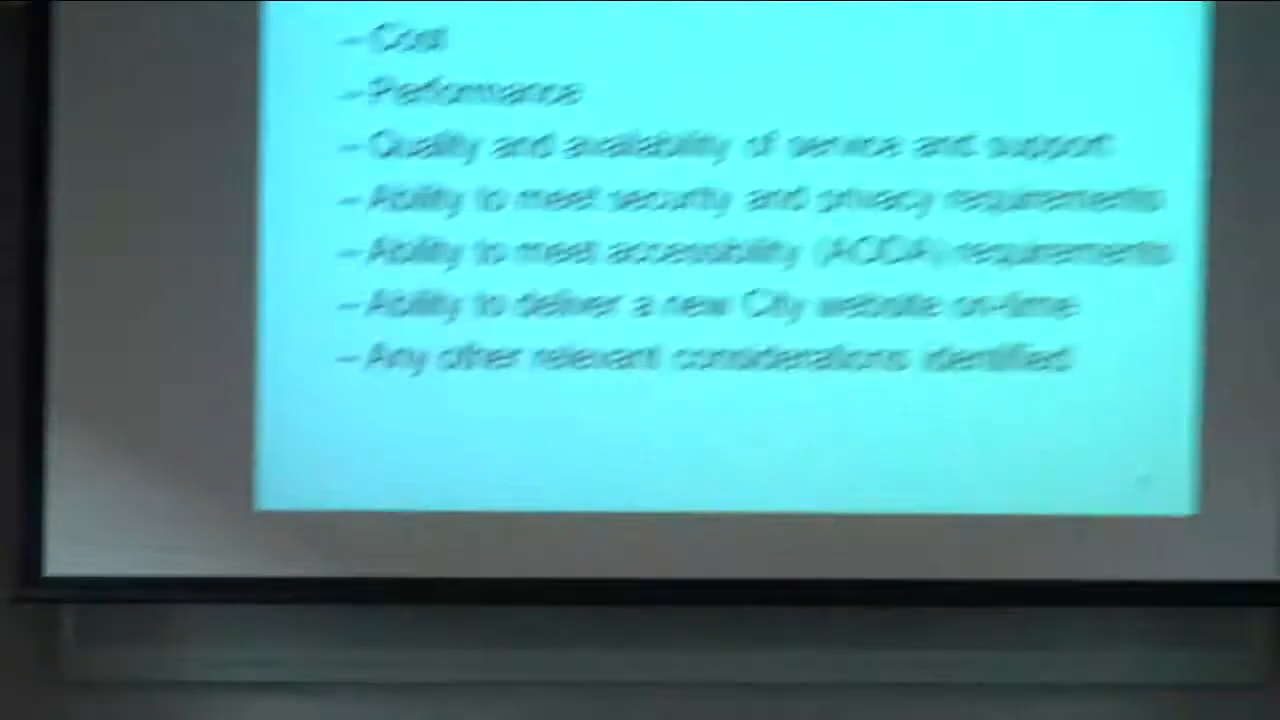 – Cost
– Performance
– Quality and availability of service and support
– Ability to meet security and privacy requirements
– Ability to meet accessibility (AODA) requirements
– Ability to deliver a new City website on-time
– Any other relevant considerations identified